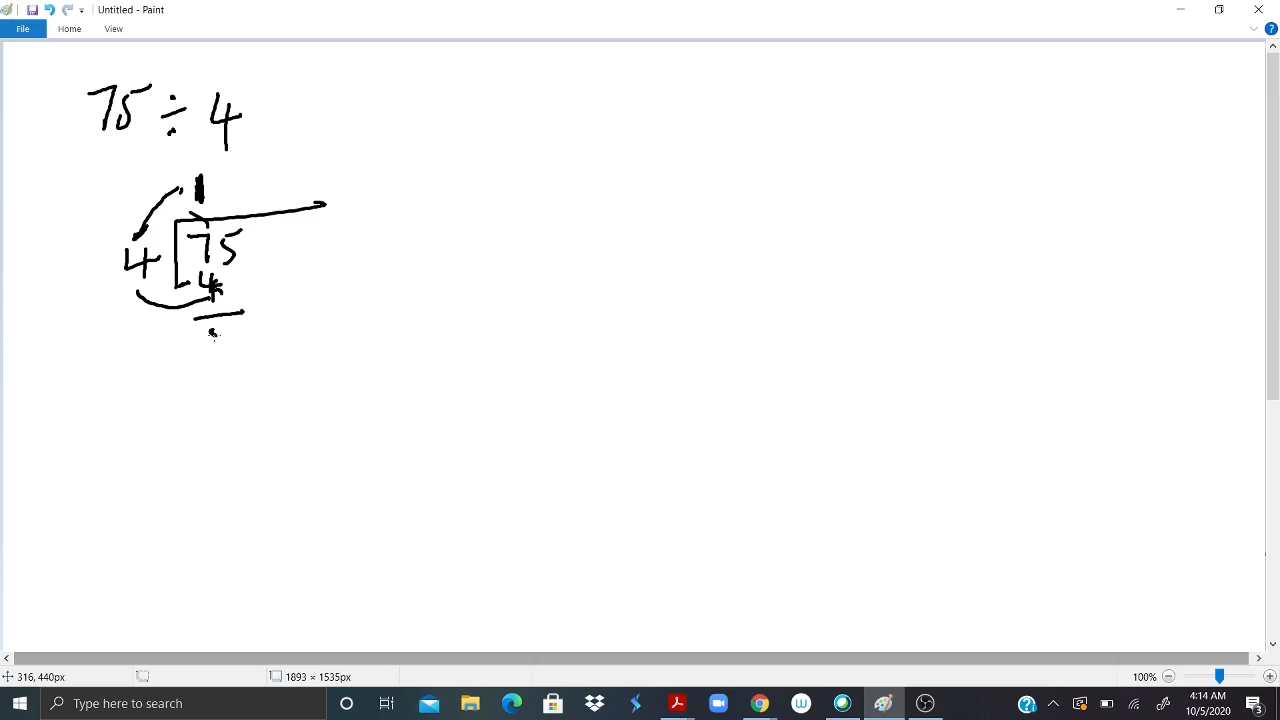 Untitled - Paint
File Home View
75 ÷ 4
1
4 75
4
316, 440px 1893 × 1535px 100%
Type here to search
4:14 AM
10/5/2020
3